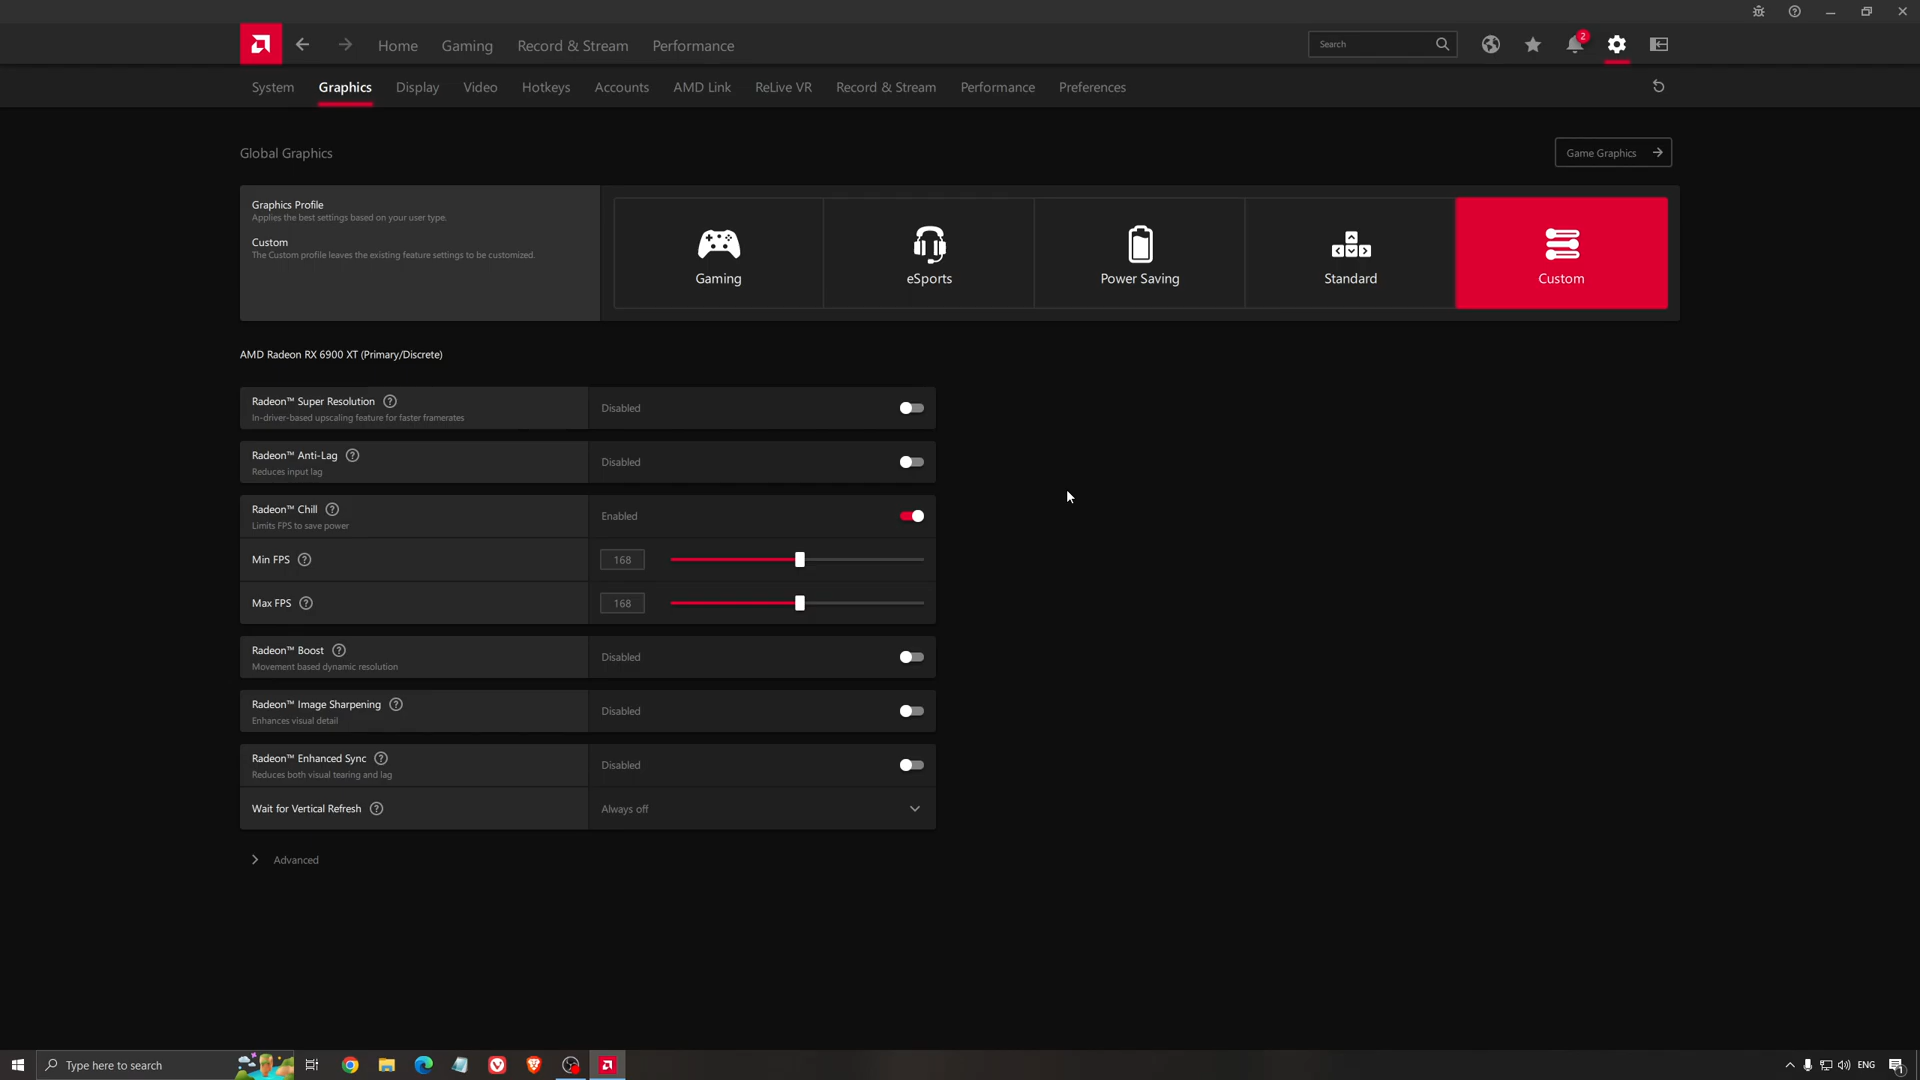 Home
Gaming
Record & Stream
Performance
Search
2
System
Graphics
Display
Video
Hotkeys
Accounts
AMD Link
ReLive VR
Record & Stream
Performance
Preferences
Global Graphics
Game Graphics
Graphics Profile
Applies the best settings based on your user type.
Custom
The Custom profile leaves the existing feature settings to be customized.
Gaming
eSports
Power Saving
Standard
Custom
AMD Radeon RX 6900 XT (Primary/Discrete)
Radeon™ Super Resolution
In-driver-based upscaling feature for faster framerates
Disabled
Radeon™ Anti-Lag
Reduces input lag
Disabled
Radeon™ Chill
Limits FPS to save power
Enabled
Min FPS
168
Max FPS
168
Radeon™ Boost
Movement based dynamic resolution
Disabled
Radeon™ Image Sharpening
Enhances visual detail
Disabled
Radeon™ Enhanced Sync
Reduces both visual tearing and lag
Disabled
Wait for Vertical Refresh
Always off
Advanced
Type here to search
ENG
1